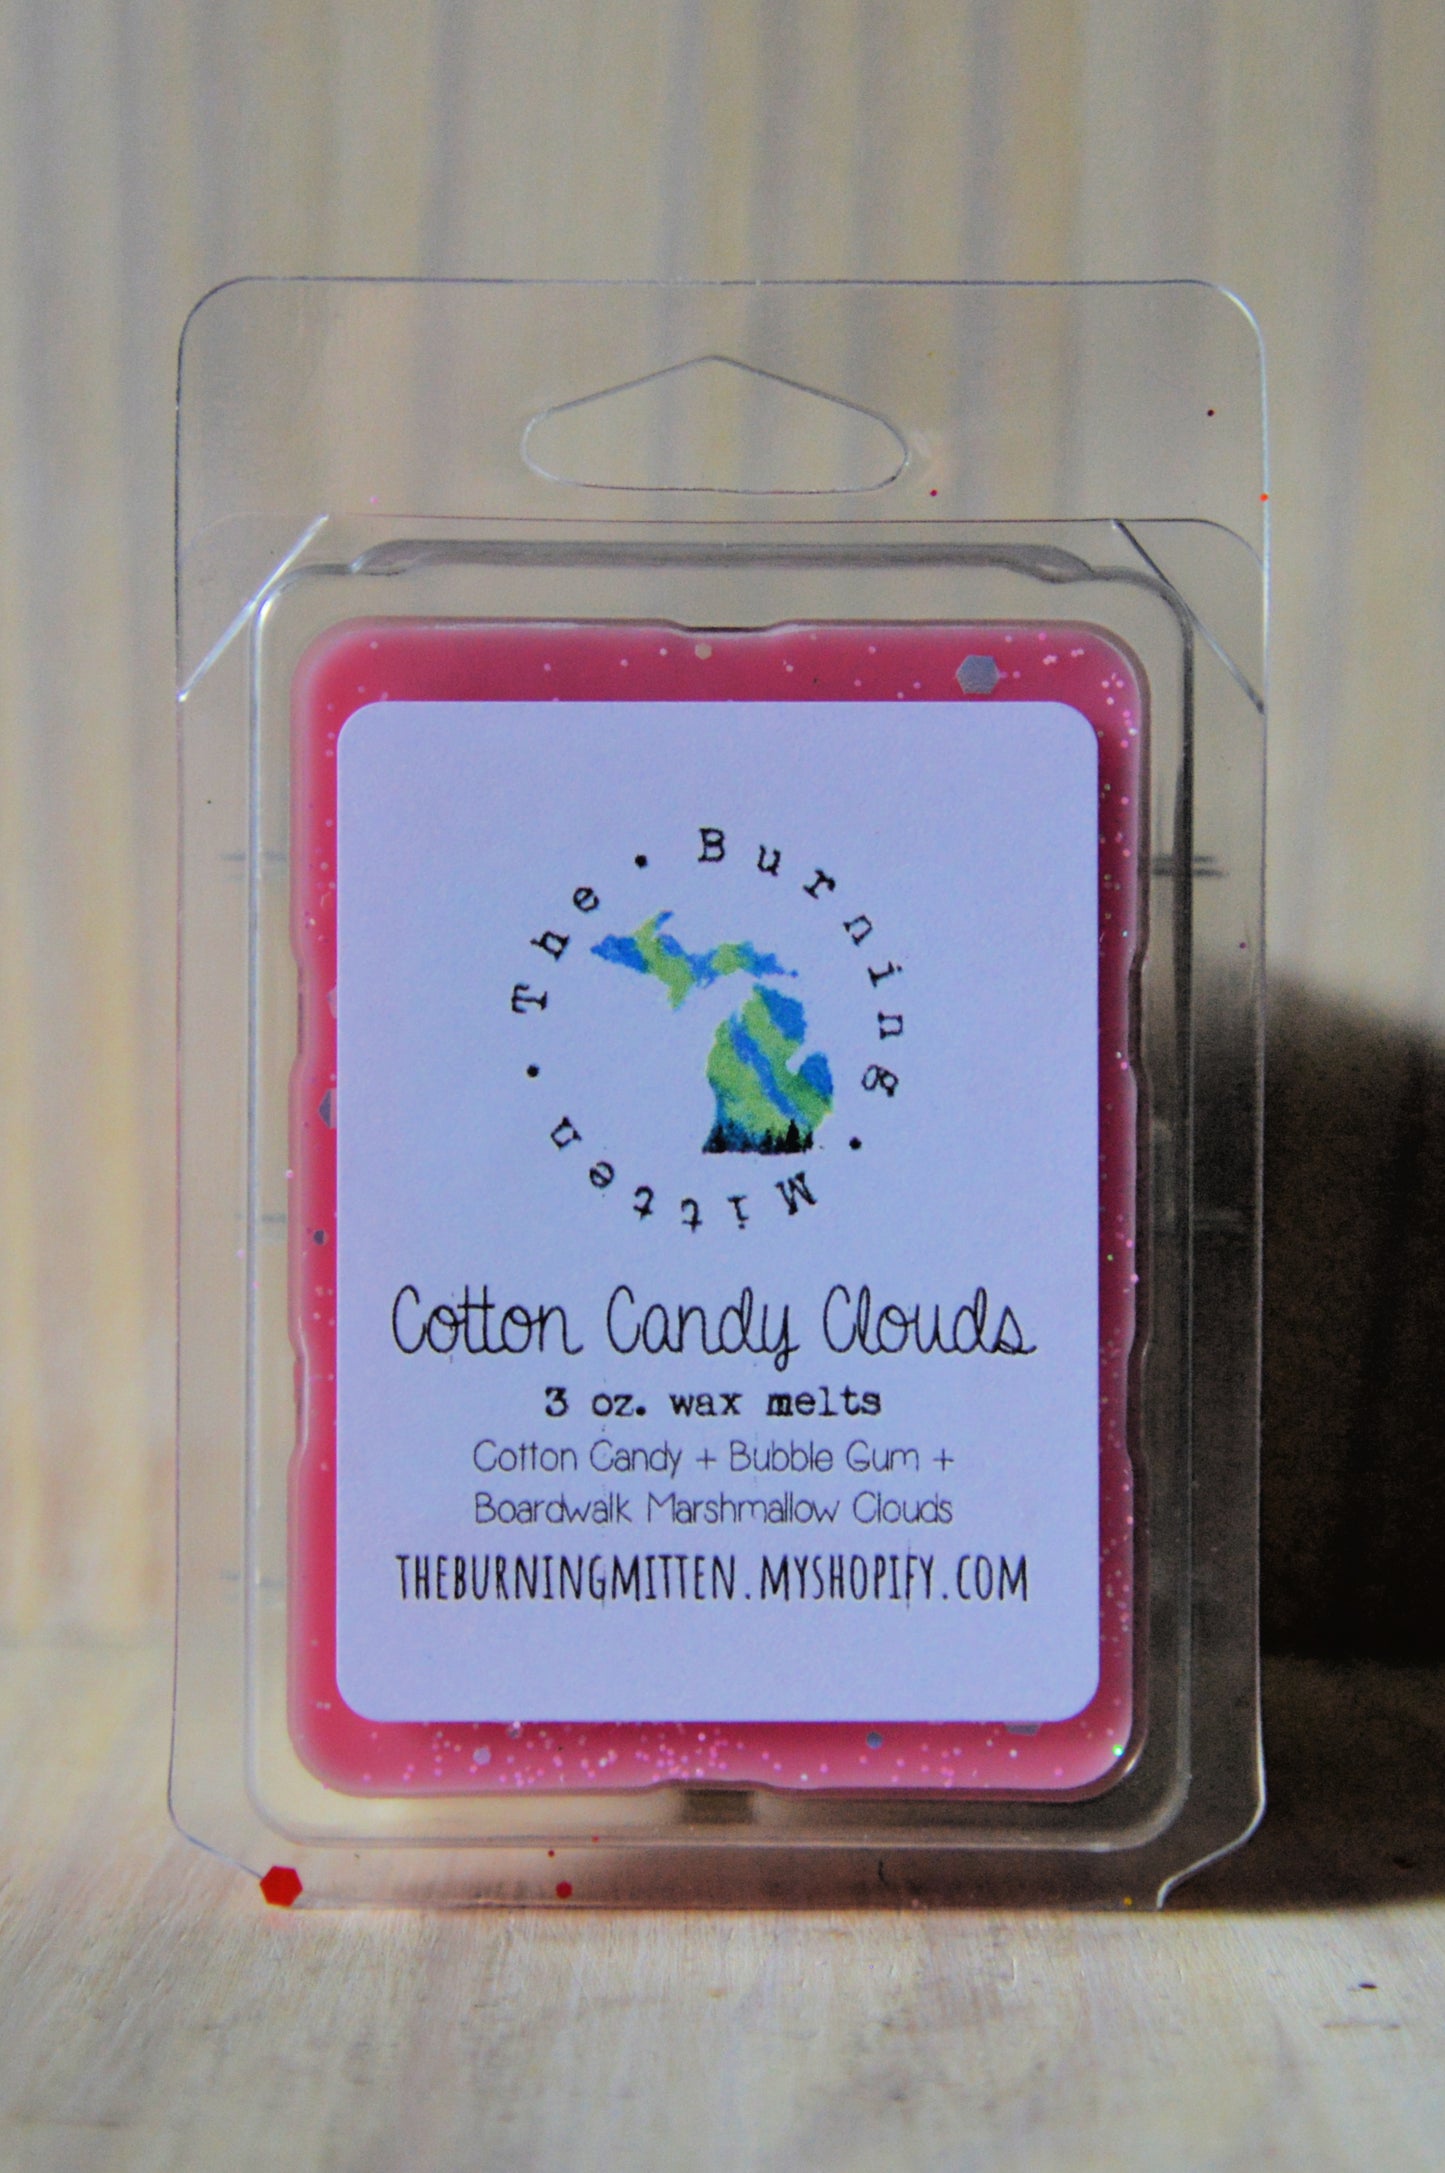 The • Burning • Mitten •
Cotton Candy Clouds
3 oz. wax melts
Cotton Candy + Bubble Gum +
Boardwalk Marshmallow Clouds
THEBURNINGMITTEN.MYSHOPIFY.COM